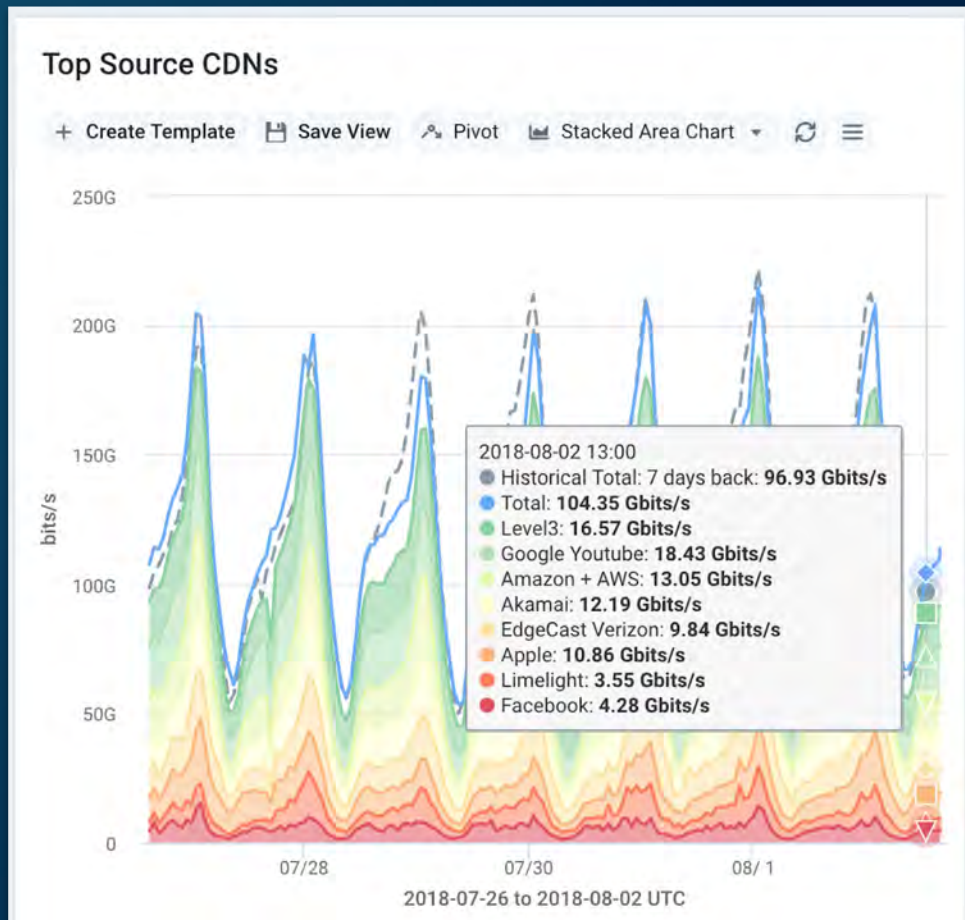 Top Source CDNs
+ Create Template Save View Pivot Stacked Area Chart
250G
200G
150G
100G
50G
0
bits/s
2018-08-02 13:00
Historical Total: 7 days back: 96.93 Gbits/s
Total: 104.35 Gbits/s
Level3: 16.57 Gbits/s
Google Youtube: 18.43 Gbits/s
Amazon + AWS: 13.05 Gbits/s
Akamai: 12.19 Gbits/s
EdgeCast Verizon: 9.84 Gbits/s
Apple: 10.86 Gbits/s
Limelight: 3.55 Gbits/s
Facebook: 4.28 Gbits/s
07/28 07/30 08/ 1
2018-07-26 to 2018-08-02 UTC